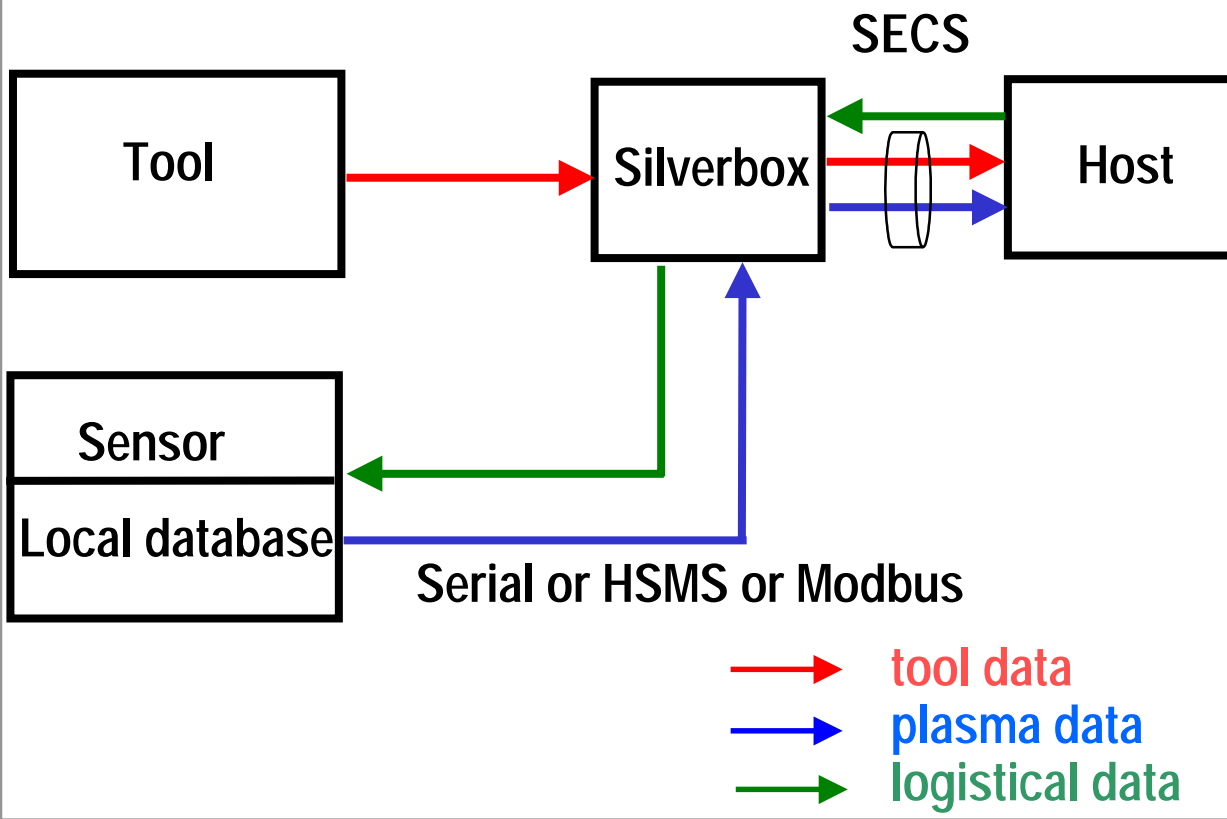 SECS
Tool
Silverbox
Host
Sensor
Local database
Serial or HSMS or Modbus
tool data
plasma data
logistical data